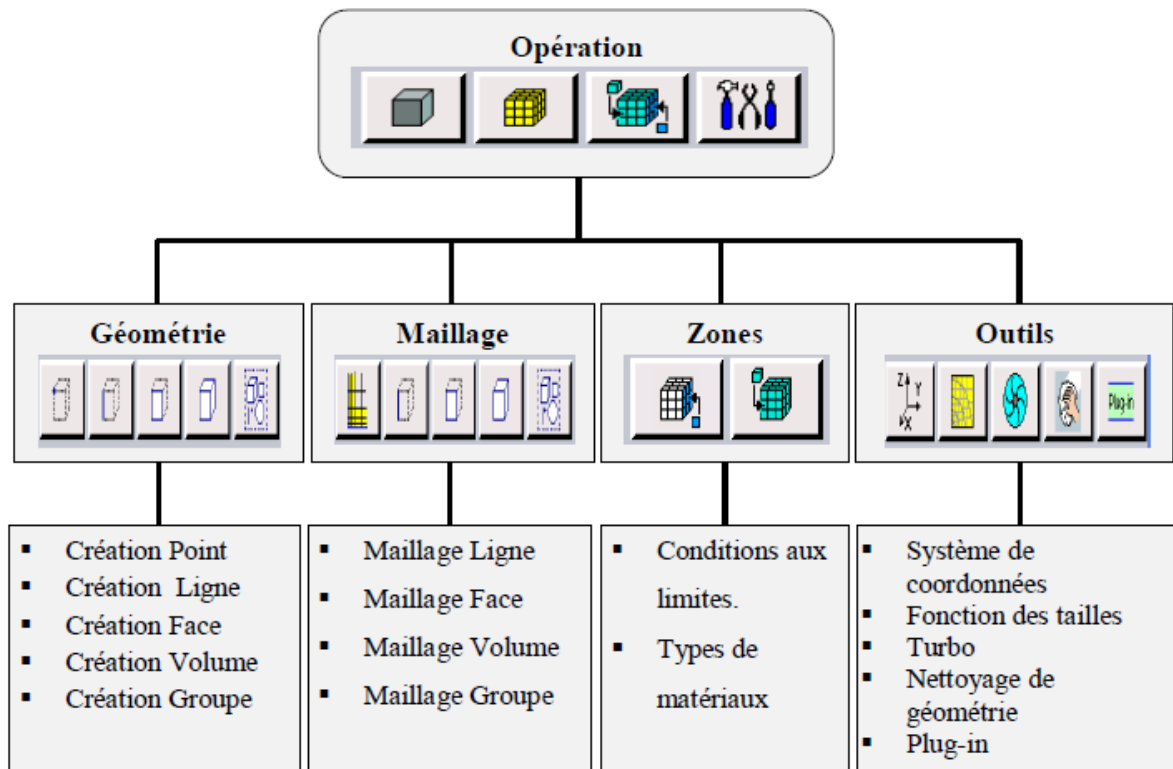 Opération
Géométrie
Maillage
Zones
Outils
Z
Y
X
Plug-in
▪ Création Point
▪ Création Ligne
▪ Création Face
▪ Création Volume
▪ Création Groupe
▪ Maillage Ligne
▪ Maillage Face
▪ Maillage Volume
▪ Maillage Groupe
▪ Conditions aux
limites.
▪ Types de
matériaux
▪ Système de
coordonnées
▪ Fonction des tailles
▪ Turbo
▪ Nettoyage de
géométrie
▪ Plug-in